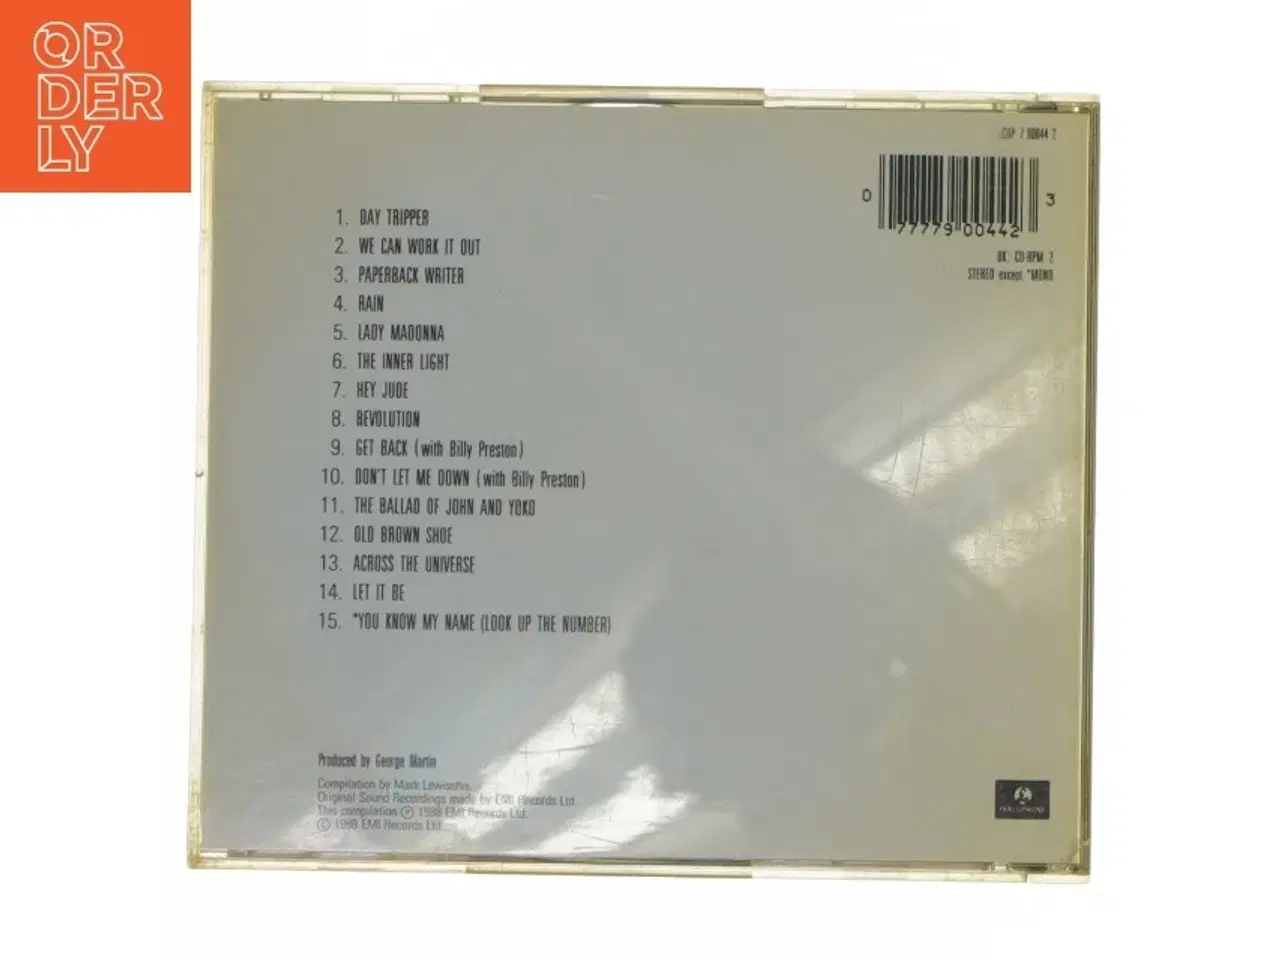 ORDERLY
CDP 7 90044 2
0 77779 00442 3
UK: CD-BPM 2
STEREO except *MONO
1. DAY TRIPPER
2. WE CAN WORK IT OUT
3. PAPERBACK WRITER
4. RAIN
5. LADY MADONNA
6. THE INNER LIGHT
7. HEY JUDE
8. REVOLUTION
9. GET BACK (with Billy Preston)
10. DON'T LET ME DOWN (with Billy Preston)
11. THE BALLAD OF JOHN AND YOKO
12. OLD BROWN SHOE
13. ACROSS THE UNIVERSE
14. LET IT BE
15. *YOU KNOW MY NAME (LOOK UP THE NUMBER)
Produced by George Martin
Compilation by Mark Lewisohn.
Original Sound Recordings made by EMI Records Ltd.
This compilation ℗ 1988 EMI Records Ltd.
© 1988 EMI Records Ltd.
PARLOPHONE